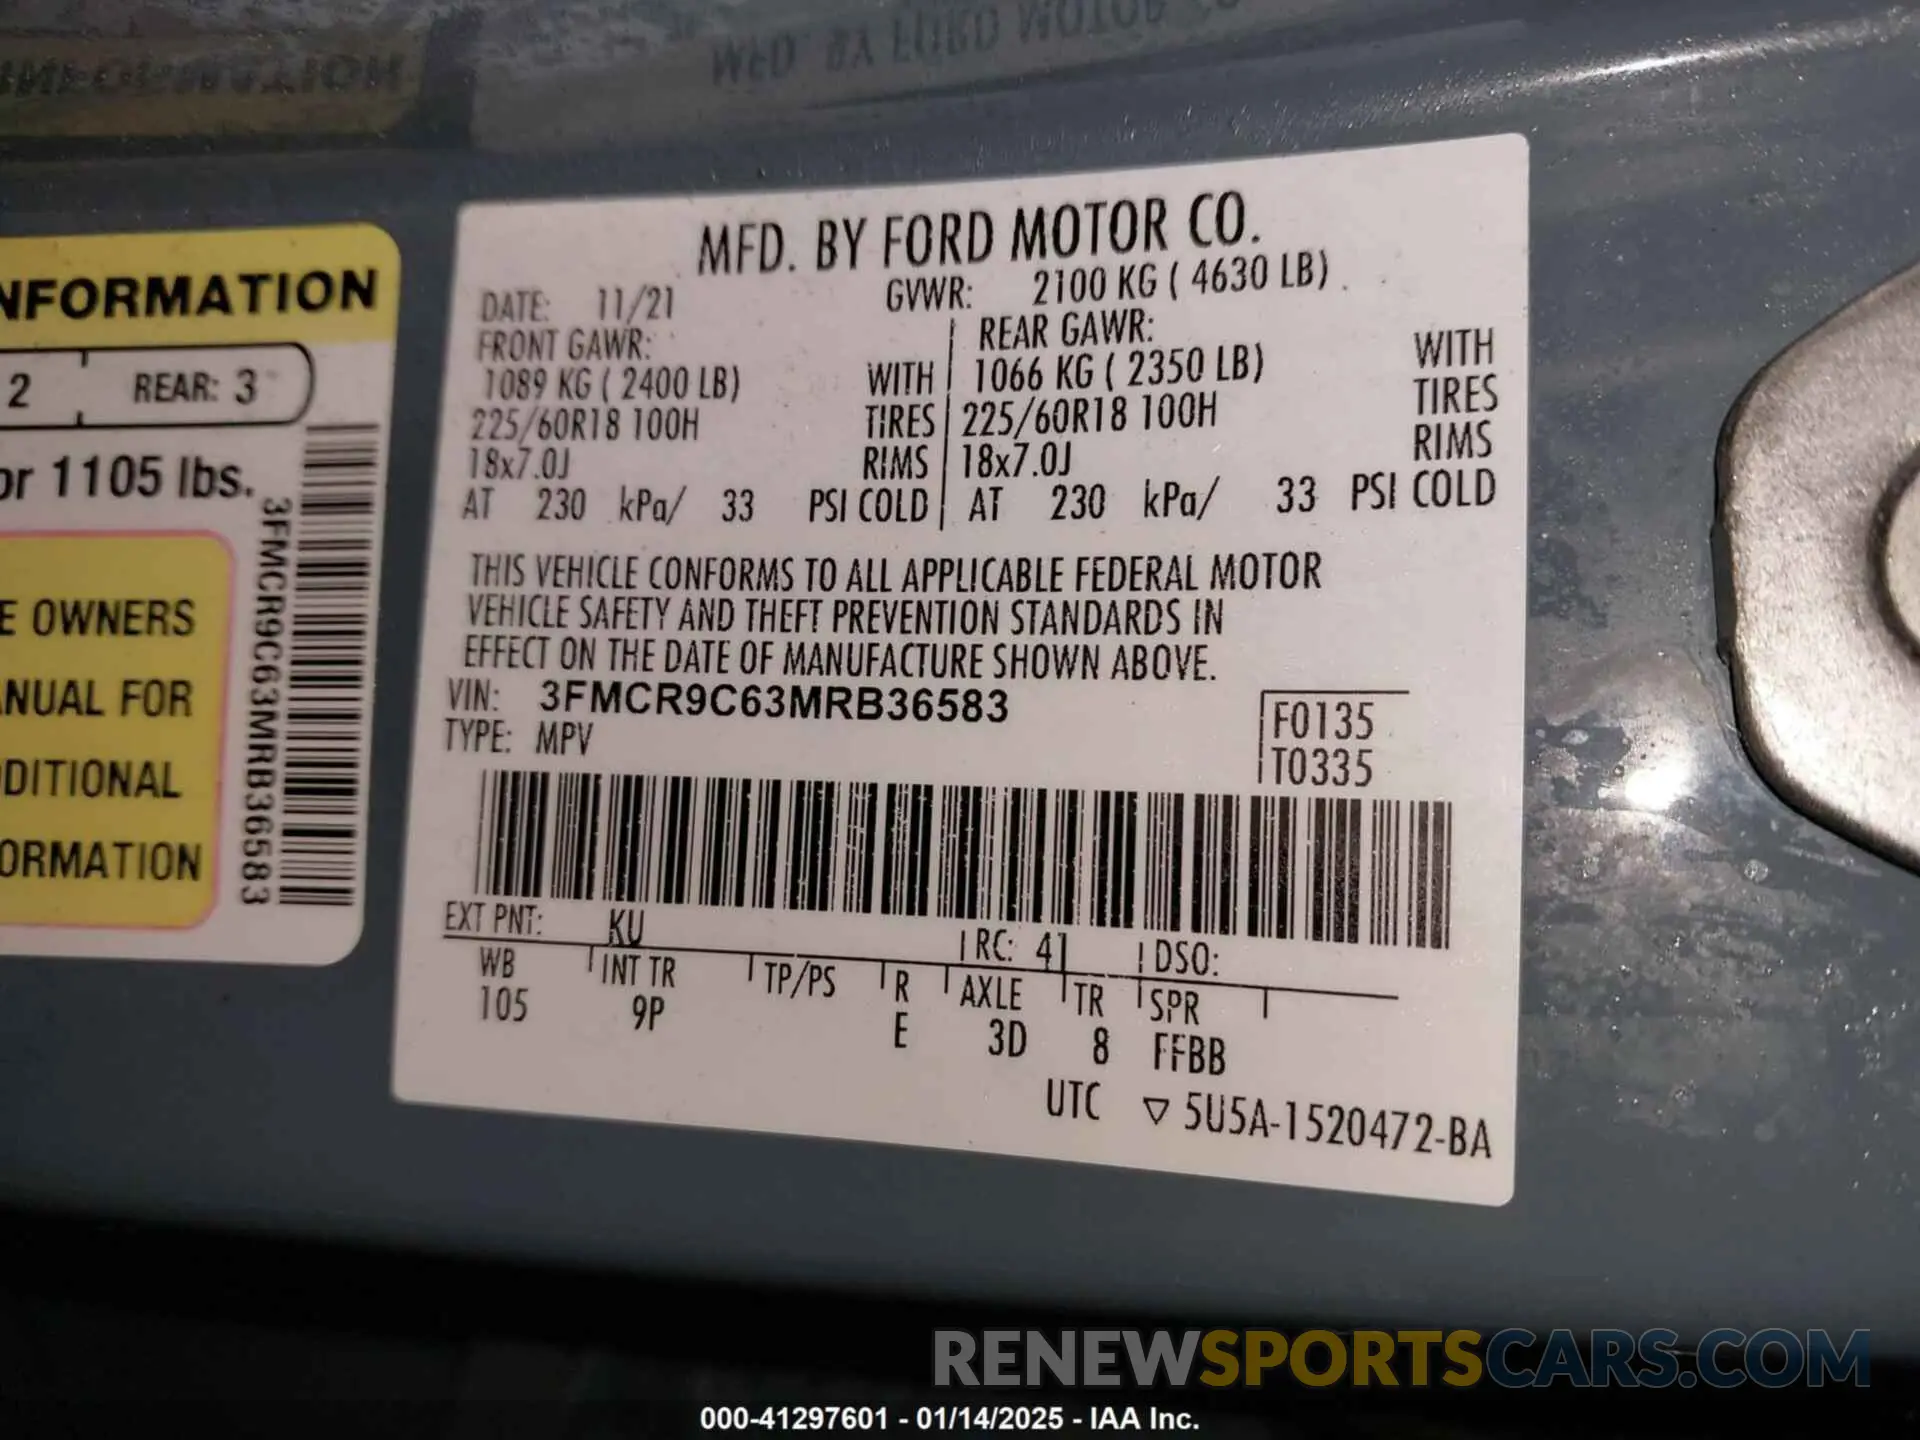 MFD. BY FORD MOTOR CO.
NFORMATION
2 REAR: 3
or 1105 lbs.
E OWNERS
ANUAL FOR
DDITIONAL
ORMATION
3FMCR9C63MRB36583
MFD. BY FORD MOTOR CO.
DATE: 11/21 GVWR: 2100 KG ( 4630 LB)
FRONT GAWR: REAR GAWR:
1089 KG ( 2400 LB) WITH 1066 KG ( 2350 LB) WITH
225/60R18 100H TIRES 225/60R18 100H TIRES
18x7.0J RIMS 18x7.0J RIMS
AT 230 kPa/ 33 PSI COLD AT 230 kPa/ 33 PSI COLD
THIS VEHICLE CONFORMS TO ALL APPLICABLE FEDERAL MOTOR
VEHICLE SAFETY AND THEFT PREVENTION STANDARDS IN
EFFECT ON THE DATE OF MANUFACTURE SHOWN ABOVE.
VIN: 3FMCR9C63MRB36583
TYPE: MPV
F0135
T0335
EXT PNT: KU RC: 41 DSO:
WB INT TR TP/PS R AXLE TR SPR
105 9P E 3D 8 FFBB
UTC ▽ 5U5A-1520472-BA
RENEWSPORTSCARS.COM
000-41297601 - 01/14/2025 - IAA Inc.